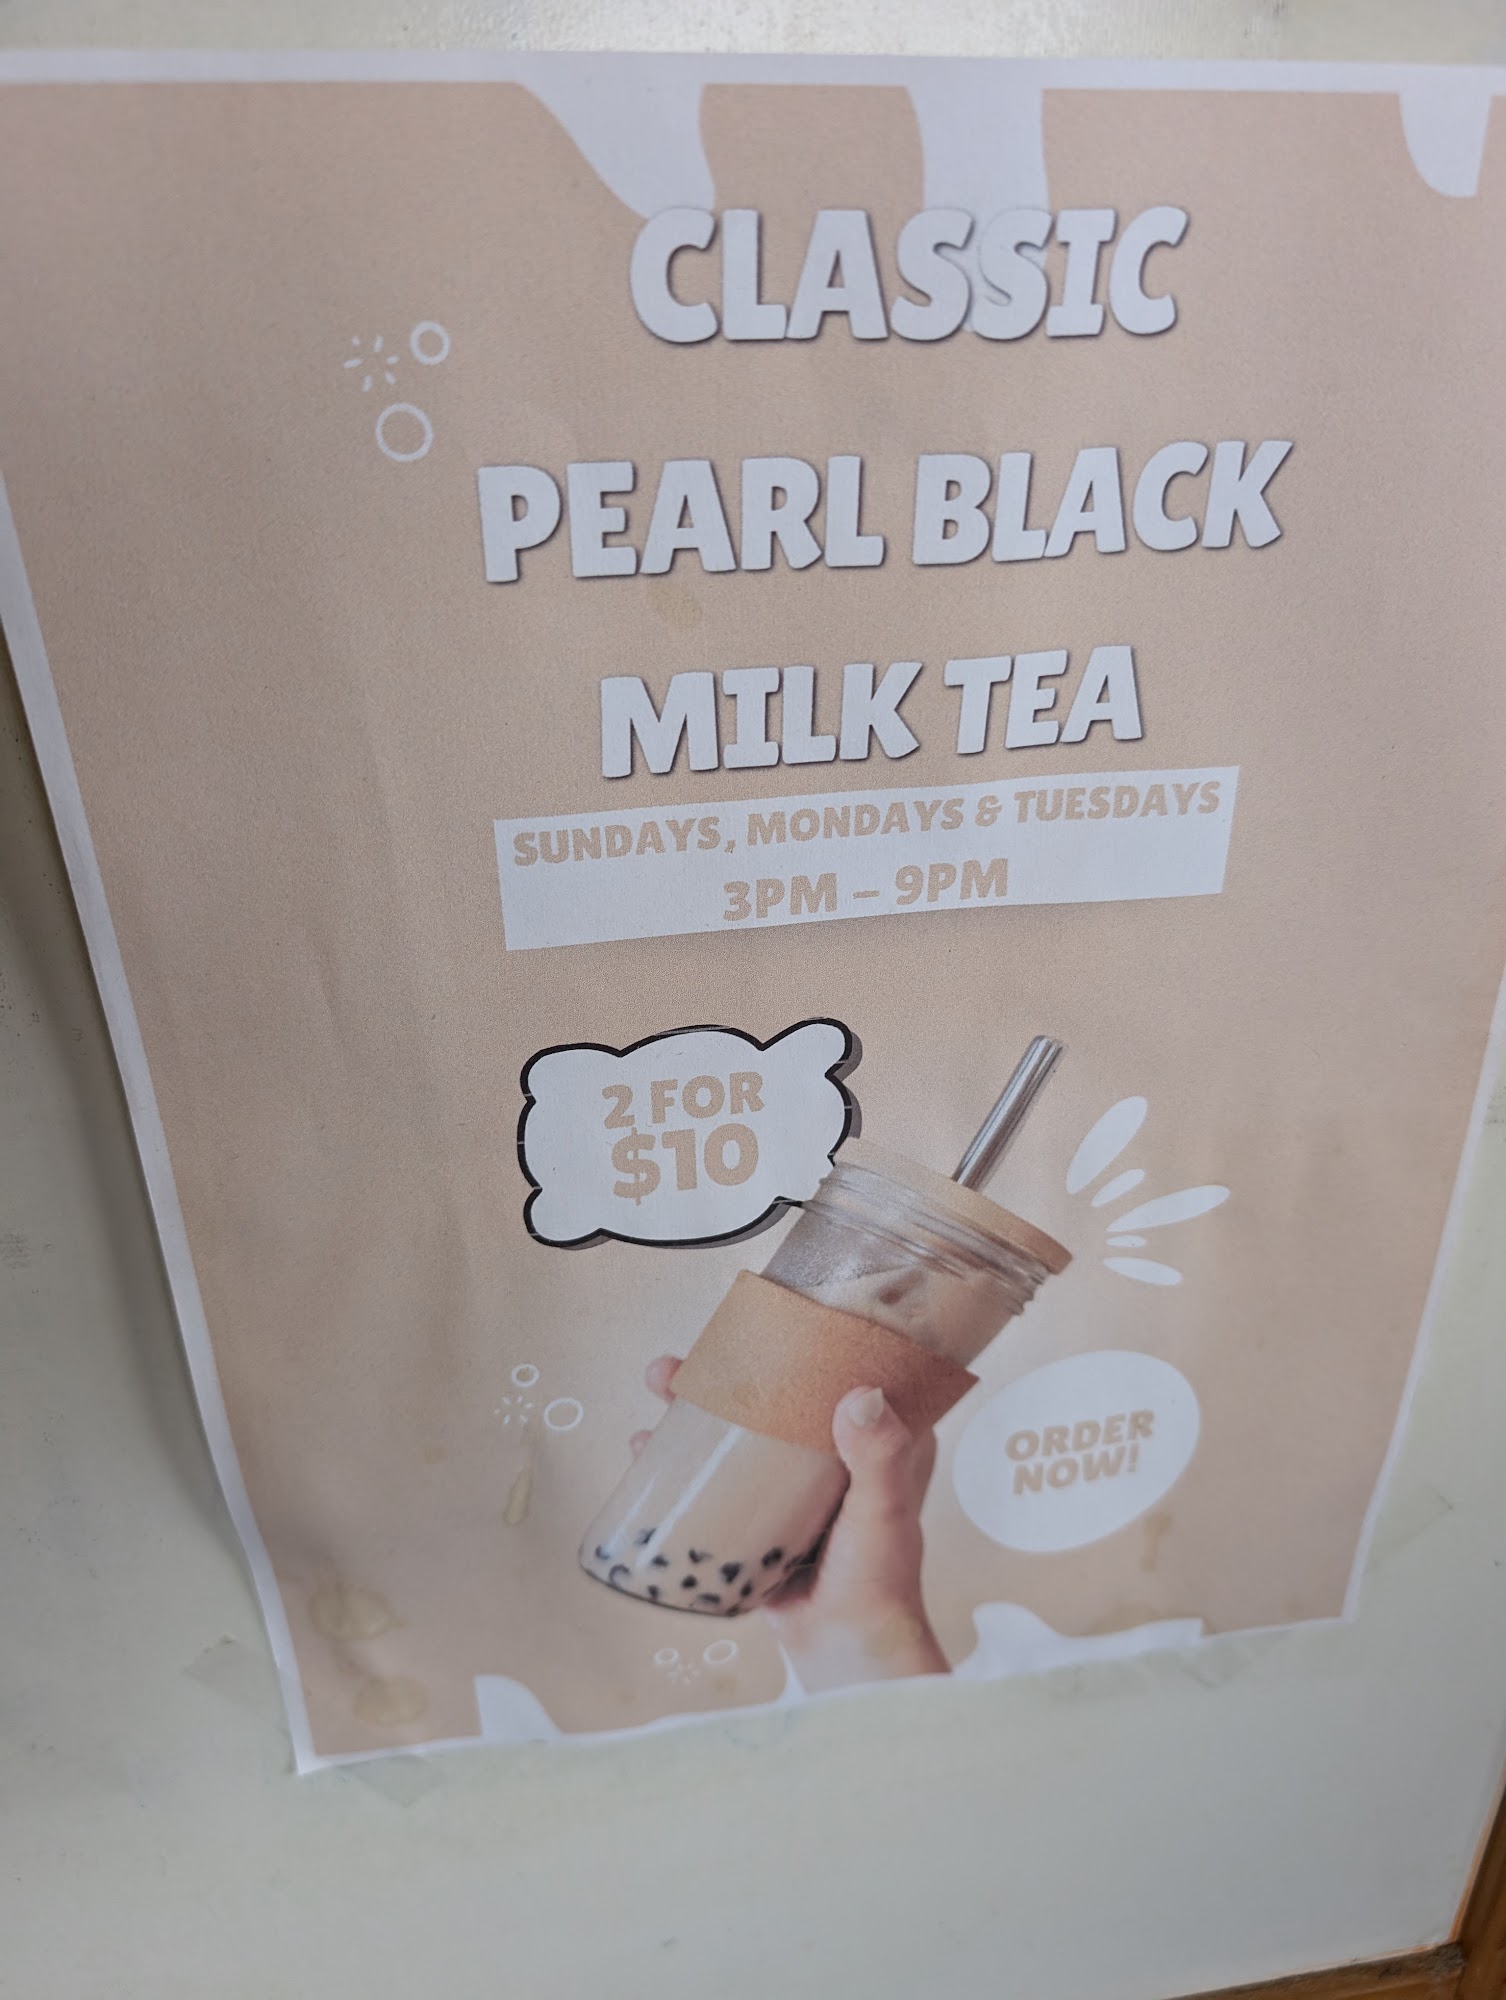 CLASSIC
PEARL BLACK
MILK TEA
SUNDAYS, MONDAYS & TUESDAYS
3PM – 9PM
2 FOR
$10
ORDER
NOW!